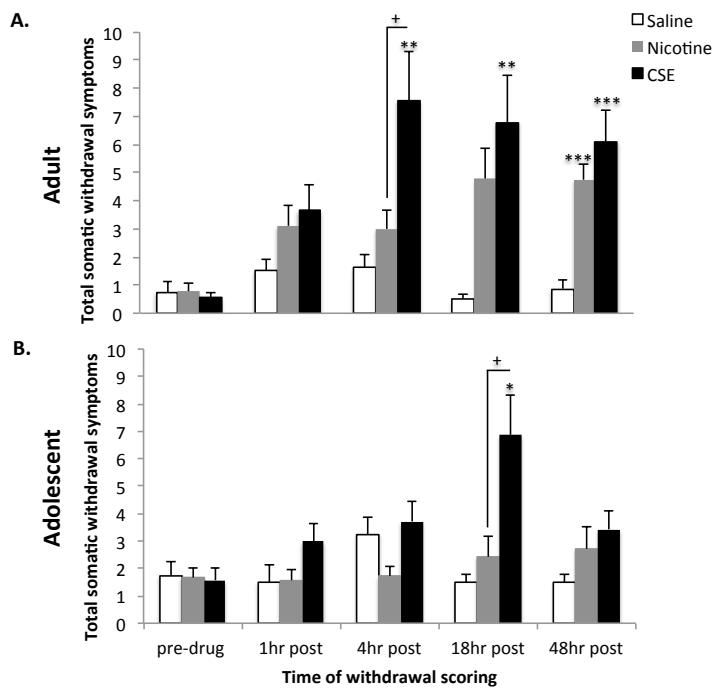 A.
Saline
Nicotine
CSE
Adult
Total somatic withdrawal symptoms
10
9
8
7
6
5
4
3
2
1
0
+
**
**
***
***
B.
Adolescent
Total somatic withdrawal symptoms
10
9
8
7
6
5
4
3
2
1
0
+
*
pre-drug 1hr post 4hr post 18hr post 48hr post
Time of withdrawal scoring